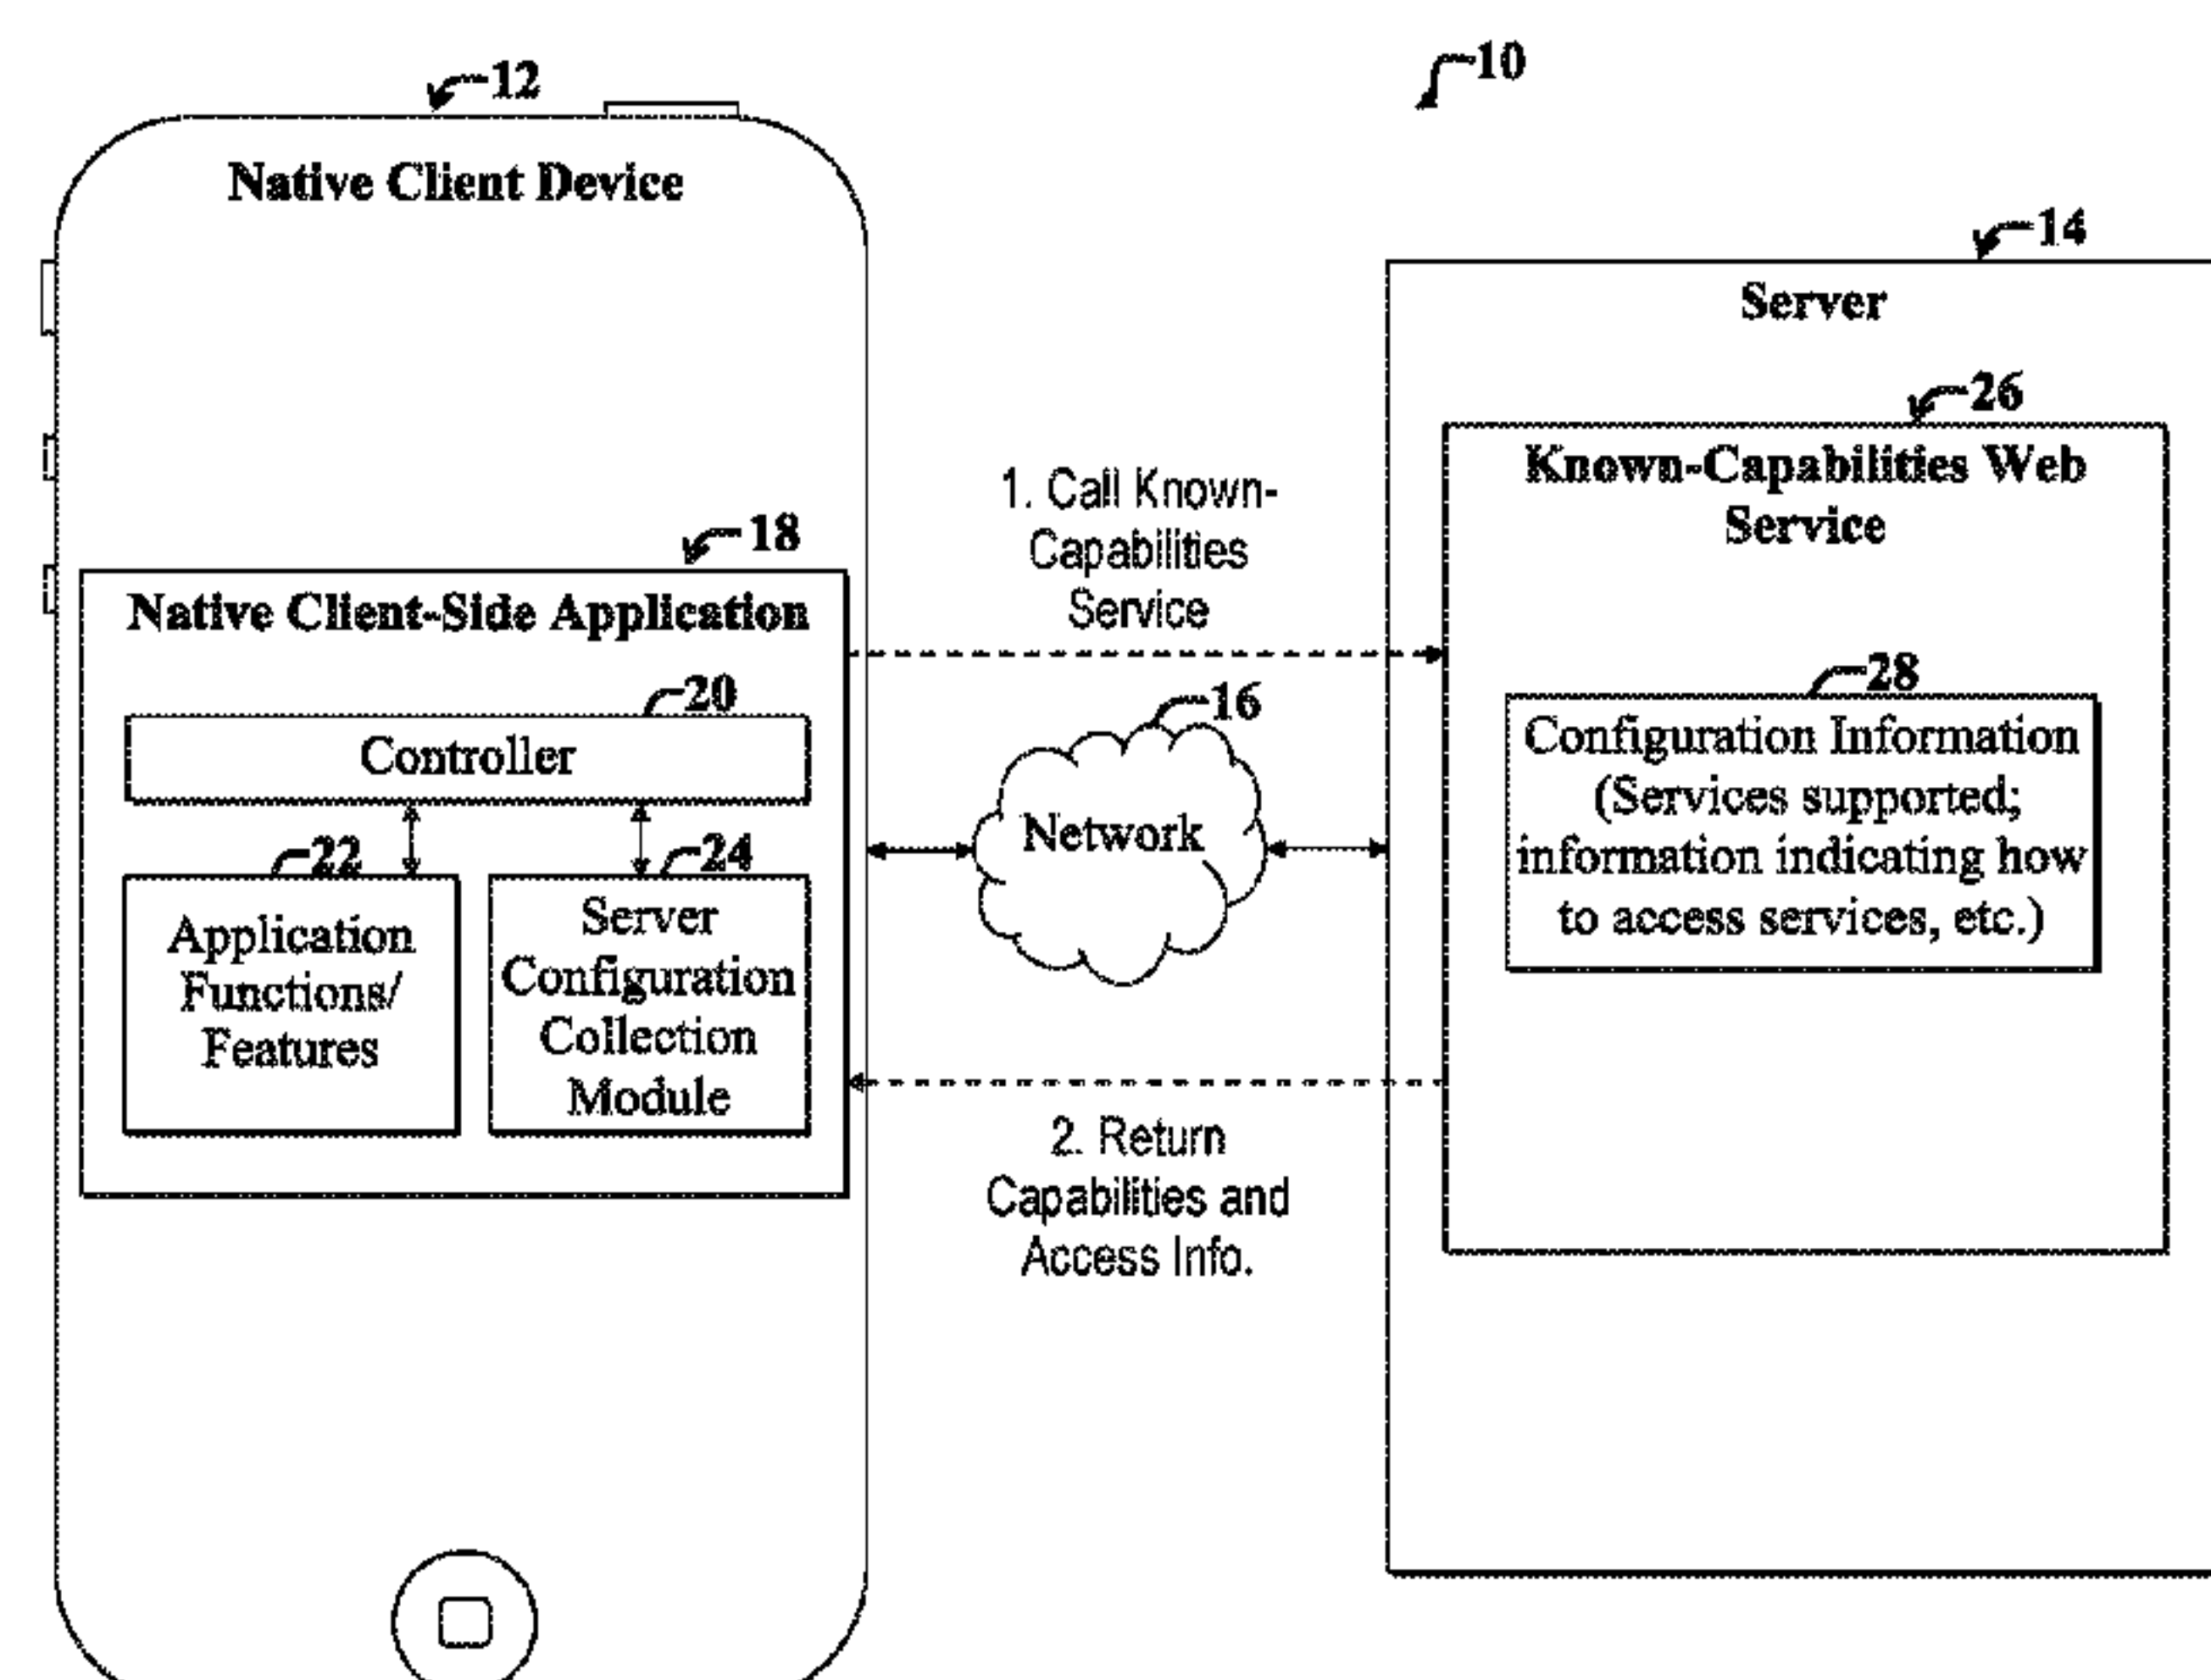 10
12
Native Client Device
14
Server
26
Known-Capabilities Web
Service
1. Call Known-
Capabilities
Service
18
Native Client-Side Application
20
Controller
22
Application
Functions/
Features
24
Server
Configuration
Collection
Module
16
Network
28
Configuration Information
(Services supported;
information indicating how
to access services, etc.)
2. Return
Capabilities and
Access Info.